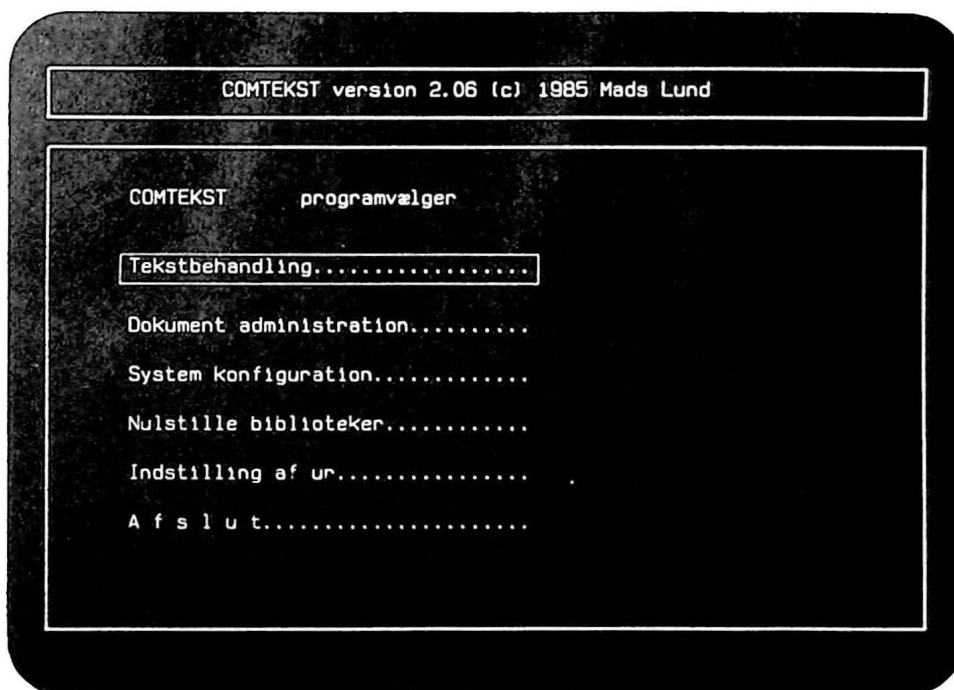 COMTEKST version 2.06 (c) 1985 Mads Lund
COMTEKST programvælger
Tekstbehandling..................
Dokument administration..........
System konfiguration.............
Nulstille biblioteker............
Indstilling af ur................
A f s l u t......................